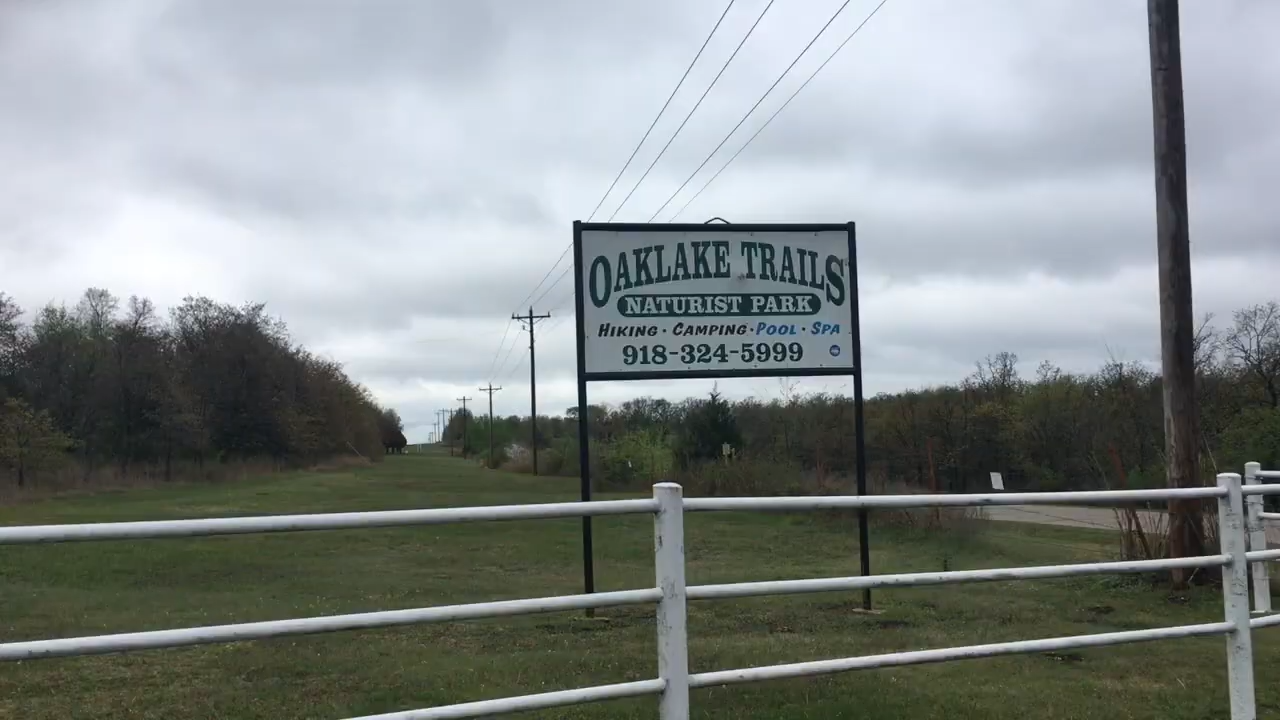 OAKLAKE TRAILS
NATURIST PARK
HIKING · CAMPING · POOL · SPA
918-324-5999